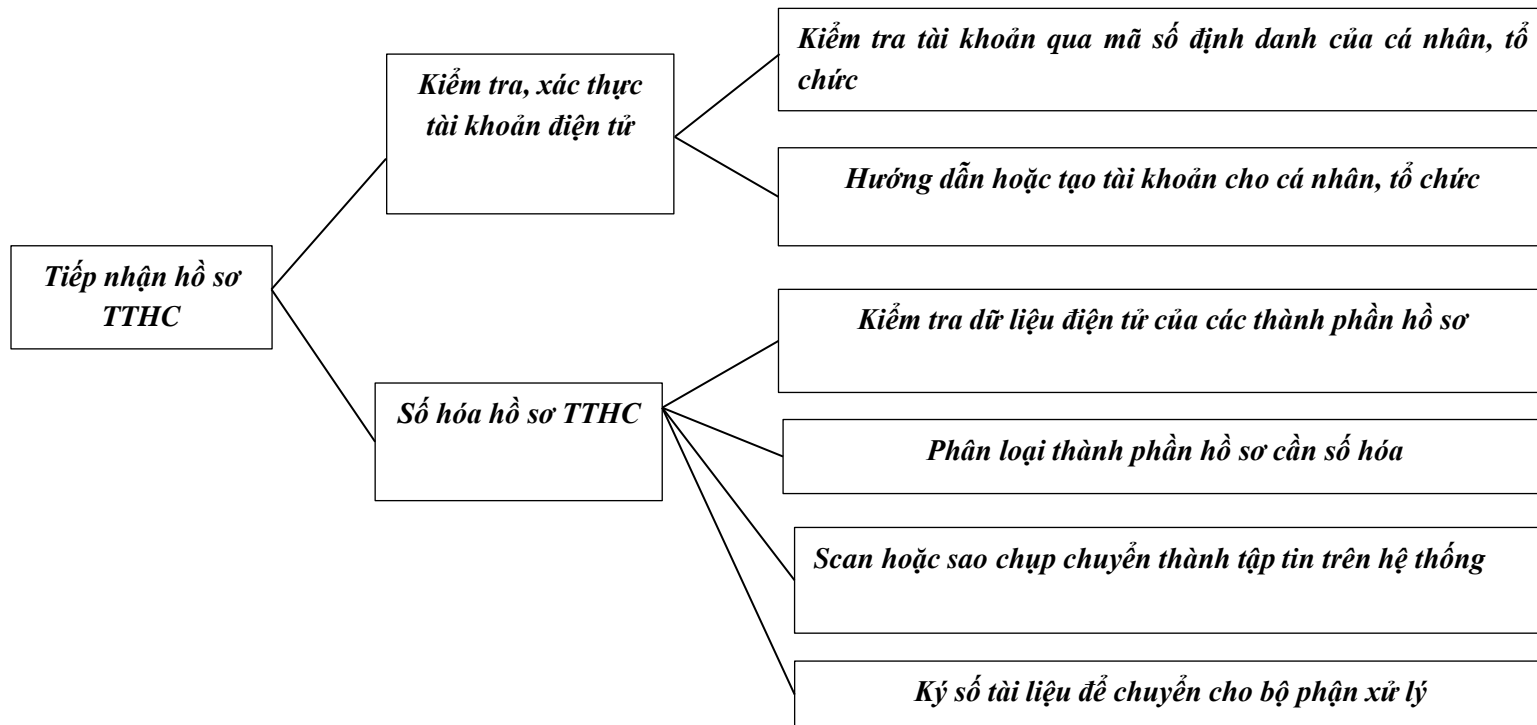 Tiếp nhận hồ sơ
TTHC
Kiểm tra, xác thực
tài khoản điện tử
Kiểm tra tài khoản qua mã số định danh của cá nhân, tổ
chức
Hướng dẫn hoặc tạo tài khoản cho cá nhân, tổ chức
Số hóa hồ sơ TTHC
Kiểm tra dữ liệu điện tử của các thành phần hồ sơ
Phân loại thành phần hồ sơ cần số hóa
Scan hoặc sao chụp chuyển thành tập tin trên hệ thống
Ký số tài liệu để chuyển cho bộ phận xử lý